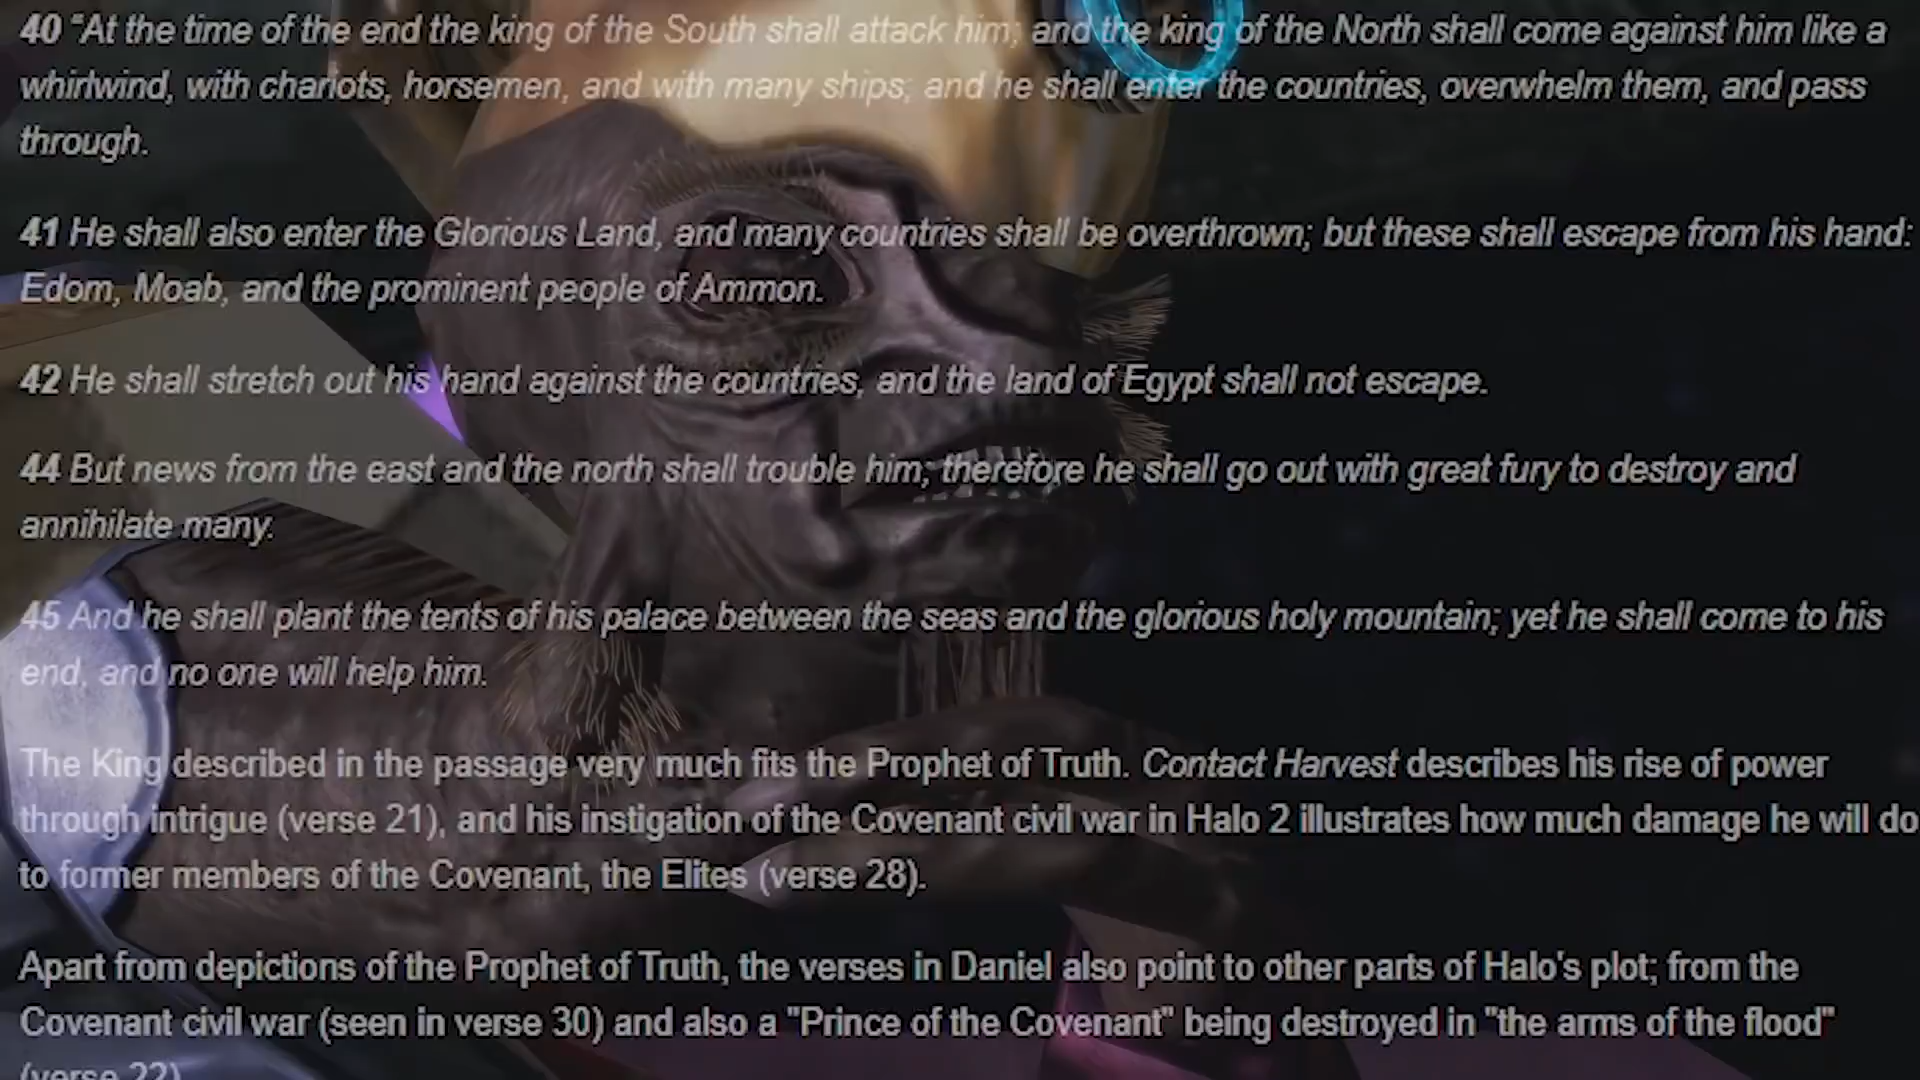 40 “At the time of the end the king of the South shall attack him; and the king of the North shall come against him like a
whirlwind, with chariots, horsemen, and with many ships; and he shall enter the countries, overwhelm them, and pass
through.
41 He shall also enter the Glorious Land, and many countries shall be overthrown; but these shall escape from his hand:
Edom, Moab, and the prominent people of Ammon.
42 He shall stretch out his hand against the countries, and the land of Egypt shall not escape.
44 But news from the east and the north shall trouble him; therefore he shall go out with great fury to destroy and
annihilate many.
45 And he shall plant the tents of his palace between the seas and the glorious holy mountain; yet he shall come to his
end, and no one will help him.
The King described in the passage very much fits the Prophet of Truth. Contact Harvest describes his rise of power
through intrigue (verse 21), and his instigation of the Covenant civil war in Halo 2 illustrates how much damage he will do
to former members of the Covenant, the Elites (verse 28).
Apart from depictions of the Prophet of Truth, the verses in Daniel also point to other parts of Halo's plot; from the
Covenant civil war (seen in verse 30) and also a "Prince of the Covenant" being destroyed in "the arms of the flood"
(verse 22)